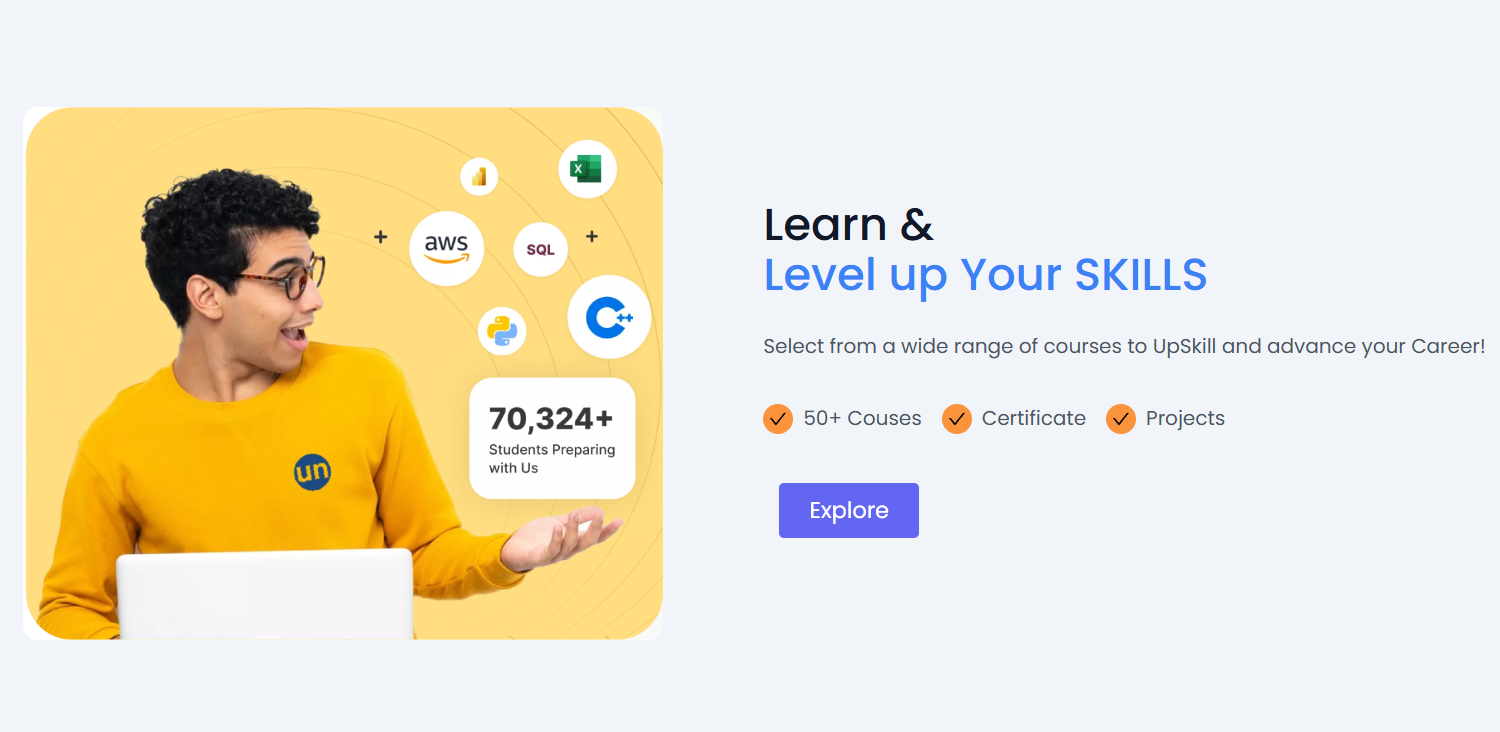 X
aws
SQL
C++
70,324+
Students Preparing
with Us
un
Learn &
Level up Your SKILLS
Select from a wide range of courses to UpSkill and advance your Career!
50+ Couses
Certificate
Projects
Explore